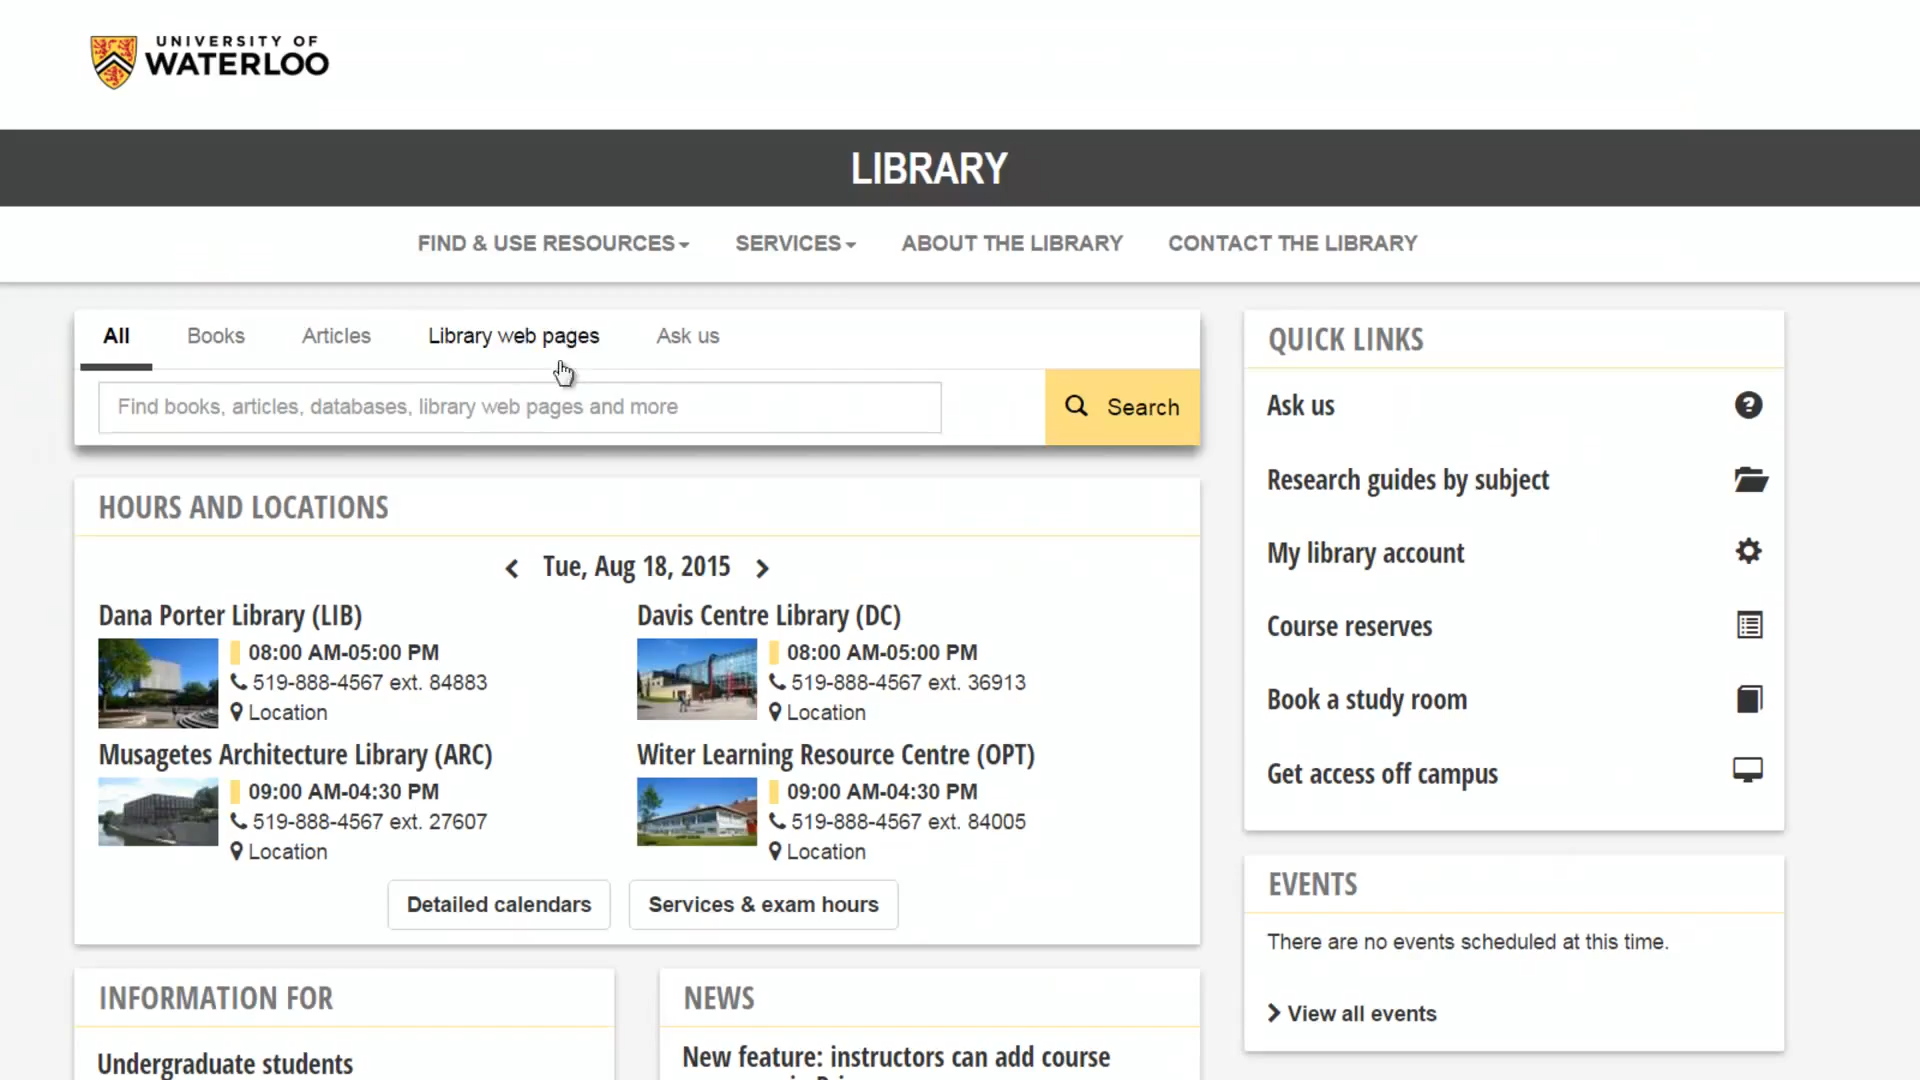 UNIVERSITY OF
WATERLOO
LIBRARY
FIND & USE RESOURCES
SERVICES
ABOUT THE LIBRARY
CONTACT THE LIBRARY
All
Books
Articles
Library web pages
Ask us
Find books, articles, databases, library web pages and more
Search
HOURS AND LOCATIONS
Tue, Aug 18, 2015
Dana Porter Library (LIB)
08:00 AM-05:00 PM
519-888-4567 ext. 84883
Location
Davis Centre Library (DC)
08:00 AM-05:00 PM
519-888-4567 ext. 36913
Location
Musagetes Architecture Library (ARC)
09:00 AM-04:30 PM
519-888-4567 ext. 27607
Location
Witer Learning Resource Centre (OPT)
09:00 AM-04:30 PM
519-888-4567 ext. 84005
Location
Detailed calendars
Services & exam hours
INFORMATION FOR
Undergraduate students
NEWS
New feature: instructors can add course
QUICK LINKS
Ask us
Research guides by subject
My library account
Course reserves
Book a study room
Get access off campus
EVENTS
There are no events scheduled at this time.
View all events